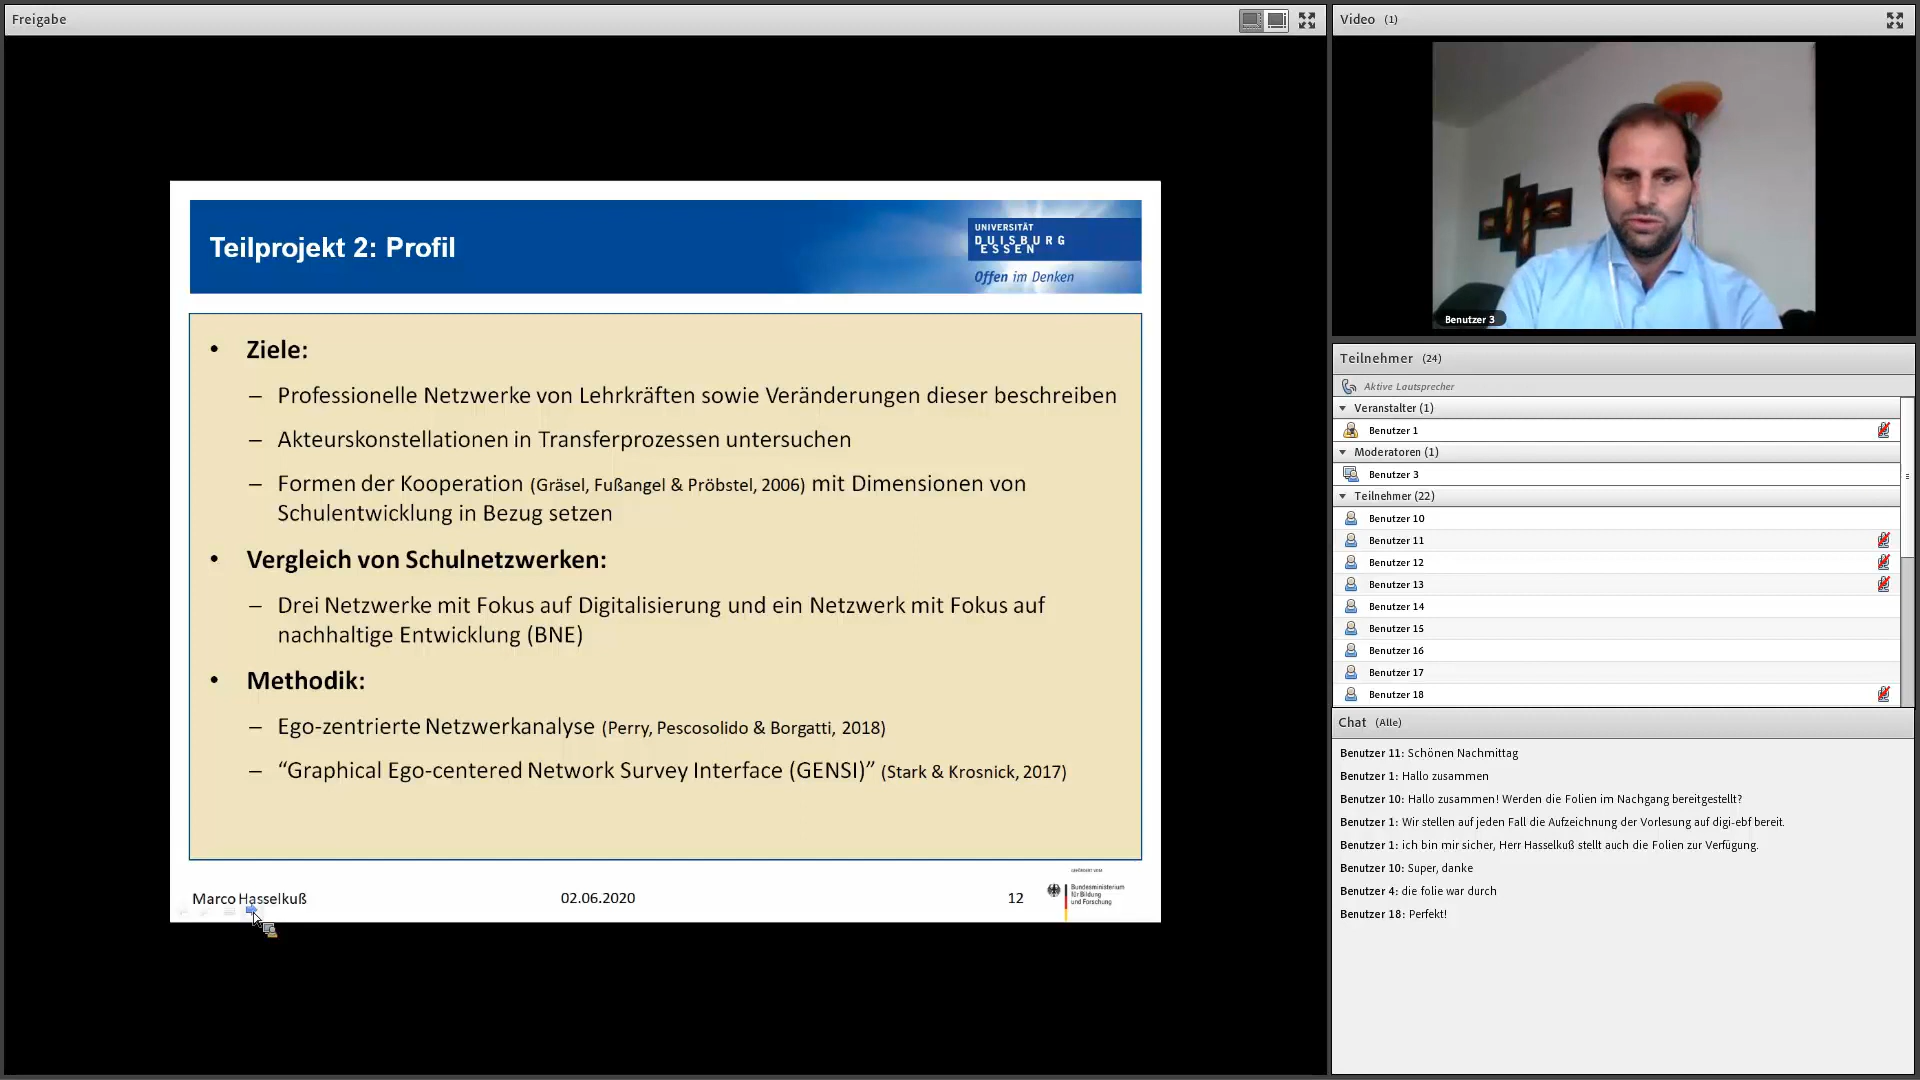 Freigabe
Teilprojekt 2: Profil
UNIVERSITÄT
DUISBURG
ESSEN
Offen im Denken
• Ziele:
– Professionelle Netzwerke von Lehrkräften sowie Veränderungen dieser beschreiben
– Akteurskonstellationen in Transferprozessen untersuchen
– Formen der Kooperation (Gräsel, Fußangel & Pröbstel, 2006) mit Dimensionen von
Schulentwicklung in Bezug setzen
• Vergleich von Schulnetzwerken:
– Drei Netzwerke mit Fokus auf Digitalisierung und ein Netzwerk mit Fokus auf
nachhaltige Entwicklung (BNE)
• Methodik:
– Ego-zentrierte Netzwerkanalyse (Perry, Pescosolido & Borgatti, 2018)
– “Graphical Ego-centered Network Survey Interface (GENSI)” (Stark & Krosnick, 2017)
Marco Hasselkuß
02.06.2020
12
GEFÖRDERT VOM
Bundesministerium
für Bildung
und Forschung
Video (1)
Benutzer 3
Teilnehmer (24)
Aktive Lautsprecher
Veranstalter (1)
Benutzer 1
Moderatoren (1)
Benutzer 3
Teilnehmer (22)
Benutzer 10
Benutzer 11
Benutzer 12
Benutzer 13
Benutzer 14
Benutzer 15
Benutzer 16
Benutzer 17
Benutzer 18
Chat (Alle)
Benutzer 11: Schönen Nachmittag
Benutzer 1: Hallo zusammen
Benutzer 10: Hallo zusammen! Werden die Folien im Nachgang bereitgestellt?
Benutzer 1: Wir stellen auf jeden Fall die Aufzeichnung der Vorlesung auf digi-ebf bereit.
Benutzer 1: ich bin mir sicher, Herr Hasselkuß stellt auch die Folien zur Verfügung.
Benutzer 10: Super, danke
Benutzer 4: die folie war durch
Benutzer 18: Perfekt!